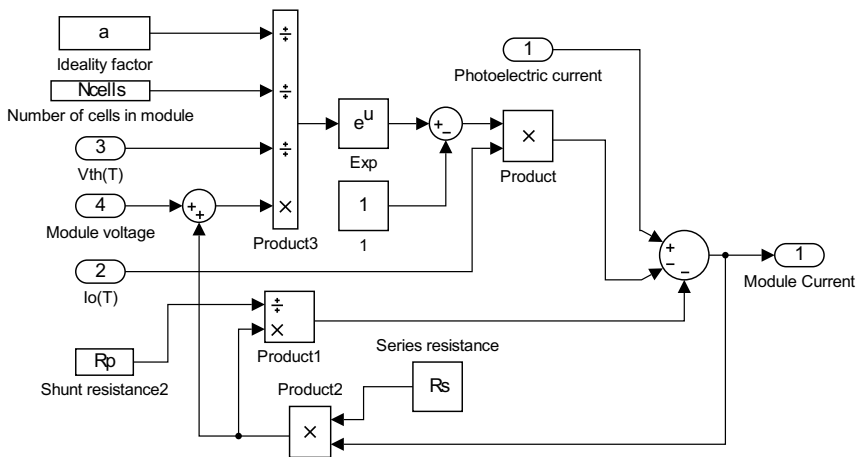 a
Ideality factor
Ncells
Number of cells in module
3
Vth(T)
4
Module voltage
2
Io(T)
Rp
Shunt resistance2
+
+
÷
÷
÷
×
Product3
e^u
Exp
1
1
+
−
×
Product
1
Photoelectric current
÷
×
Product1
Product2
×
Series resistance
Rs
+
−
−
1
Module Current